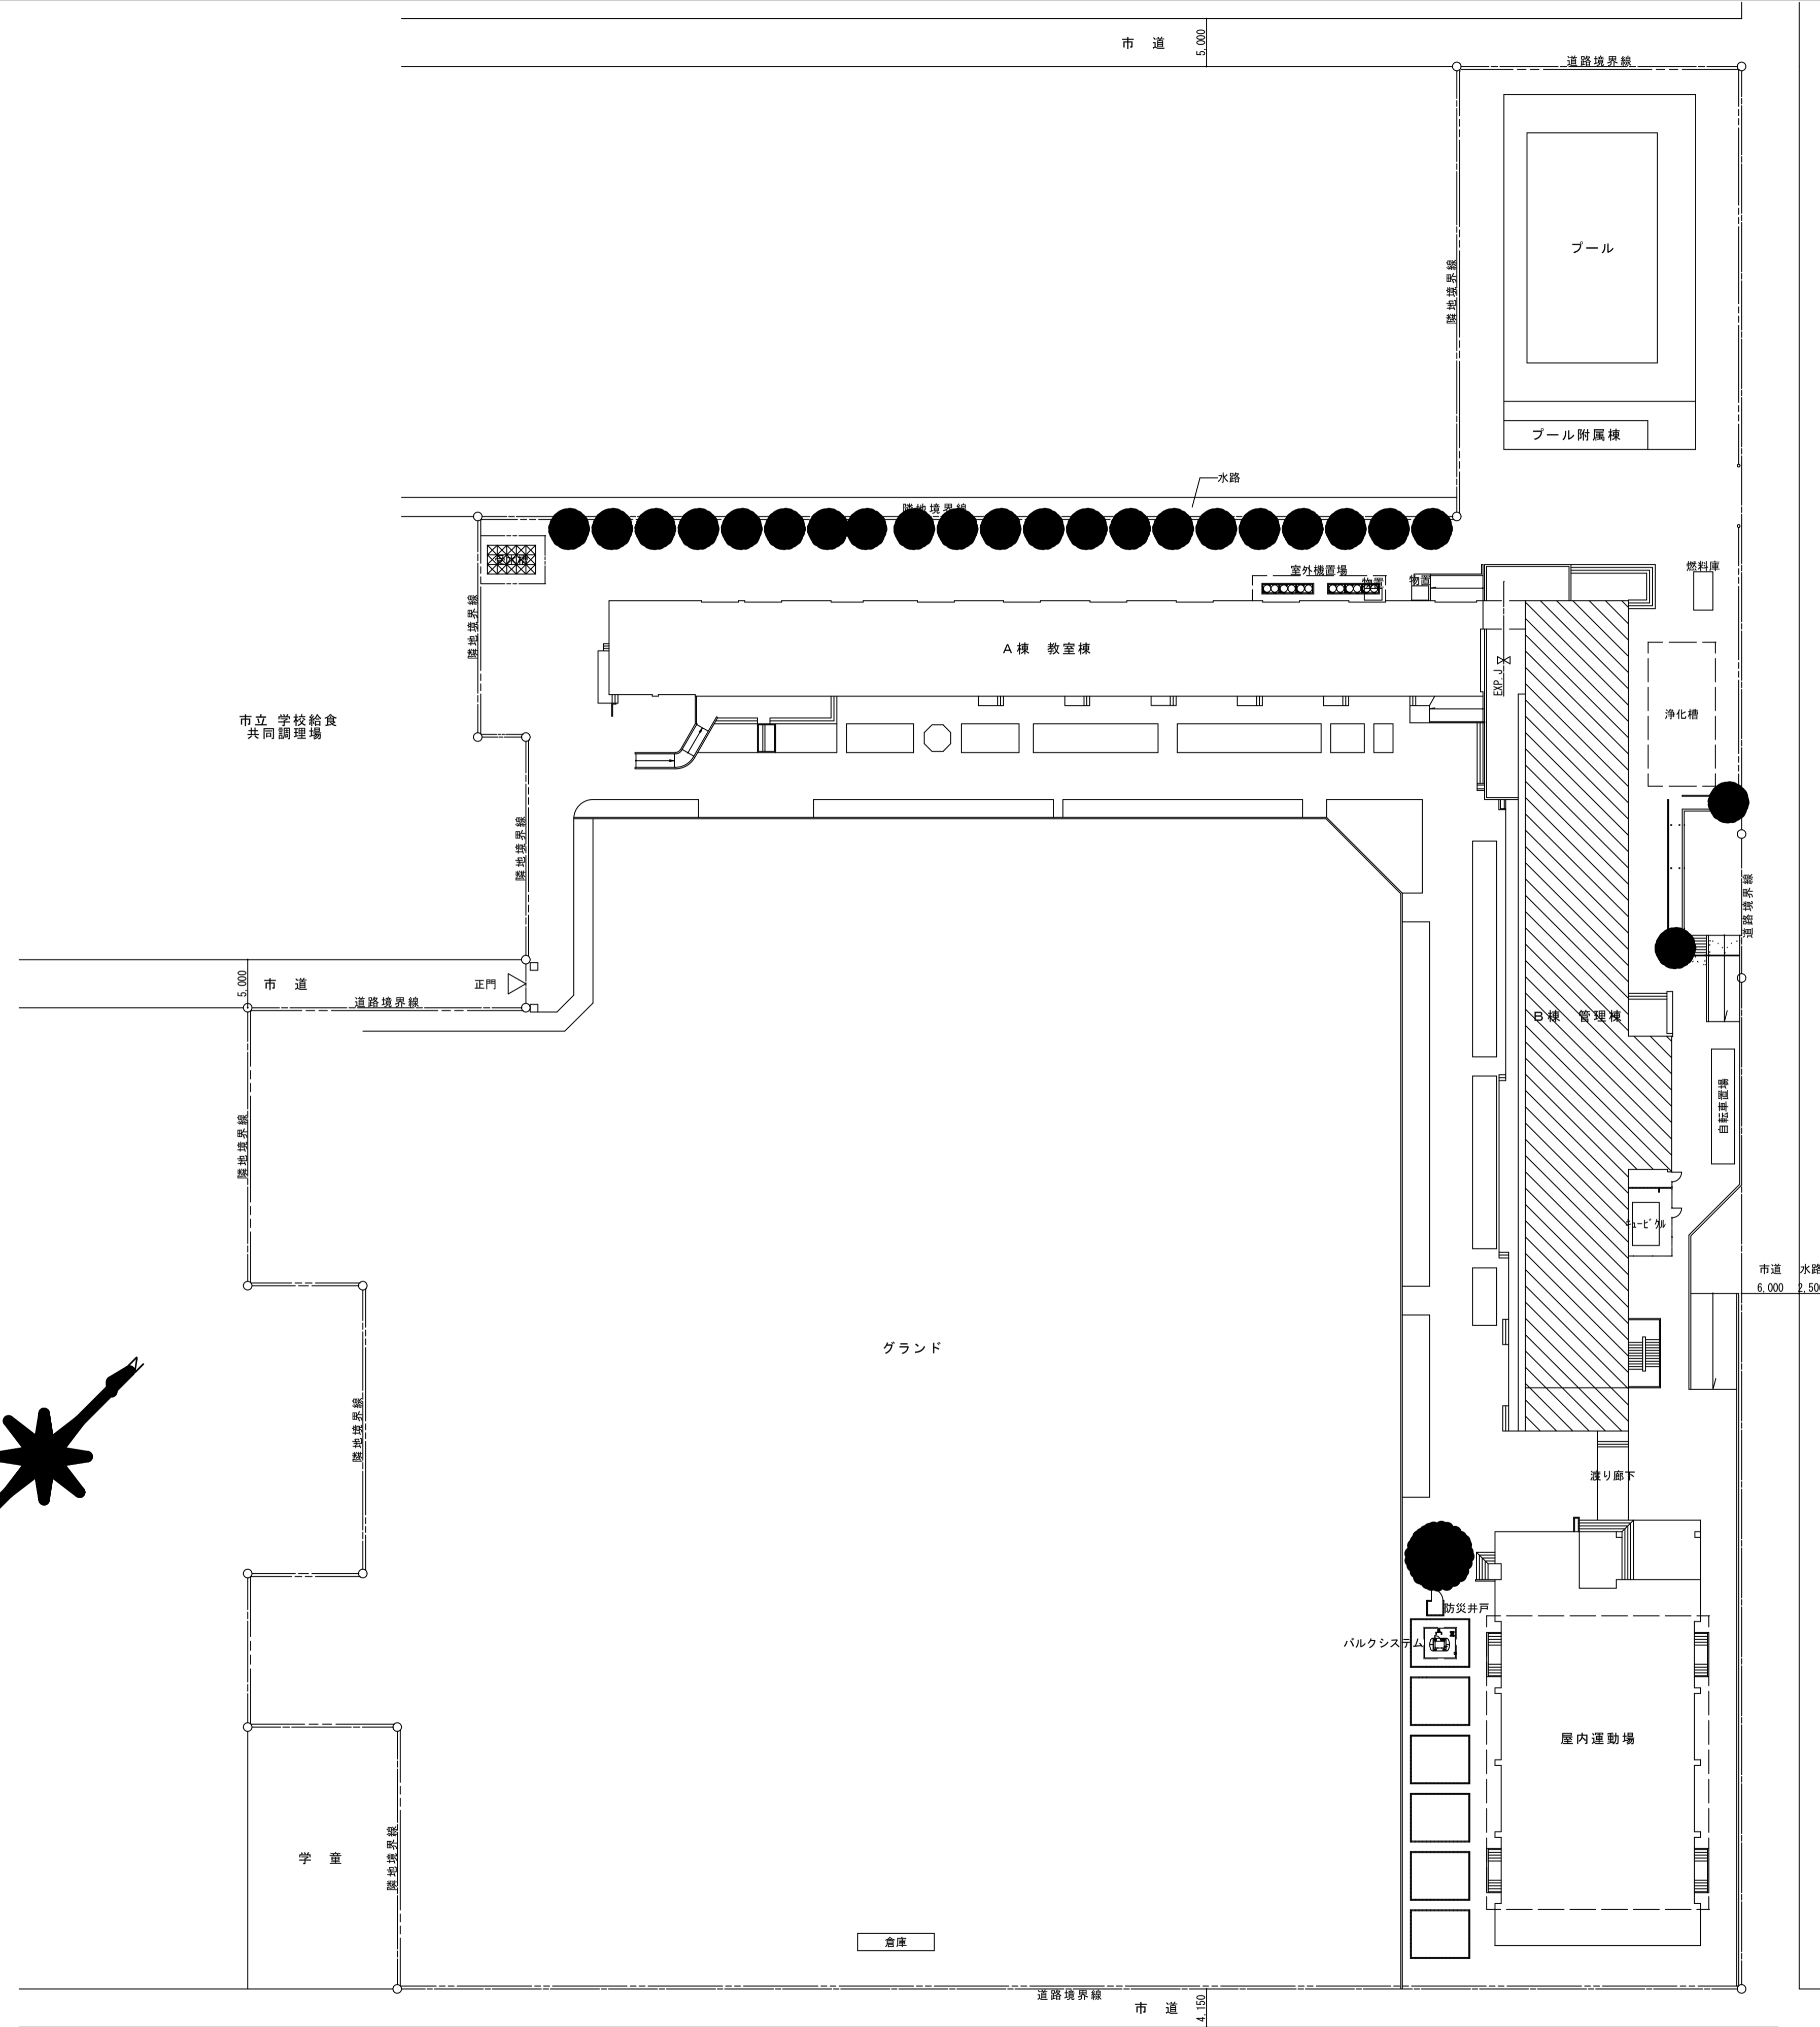 市 道
5,000
道路境界線
プール
隣地境界線
プール附属棟
水路
隣地境界線
室外機置場
物置
物置
燃料庫
隣地境界線
A棟 教室棟
EXP.J
浄化槽
市立 学校給食
共同調理場
隣地境界線
道路境界線
5,000
市 道
正門
道路境界線
B棟 管理棟
自転車置場
隣地境界線
キュービクル
市道
水路
6,000
2,50
グランド
隣地境界線
渡り廊下
防災井戸
バルクシステム
屋内運動場
学 童
隣地境界線
倉庫
道路境界線
市 道
4,150